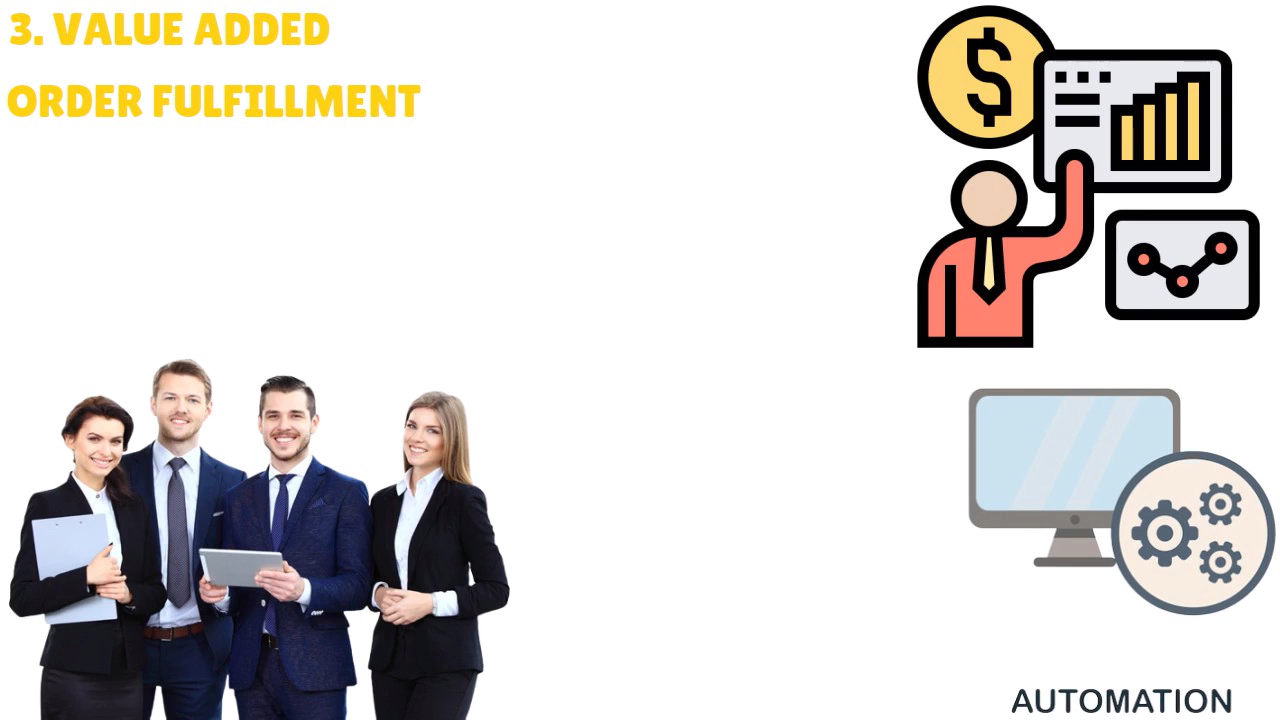 3. VALUE ADDED
ORDER FULFILLMENT
$
AUTOMATION